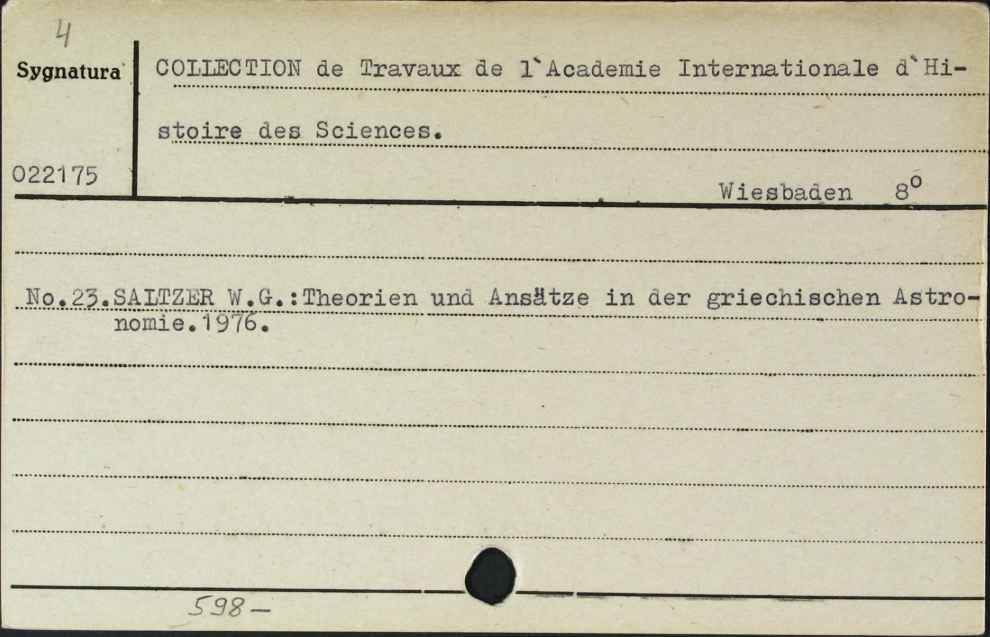 4
Sygnatura
COLLECTION de Travaux de l`Academie Internationale d`Hi-
stoire des Sciences.
022175
Wiesbaden 8°
No.23.SALTZER W.G.:Theorien und Ansätze in der griechischen Astro-
nomie.1976.
598-